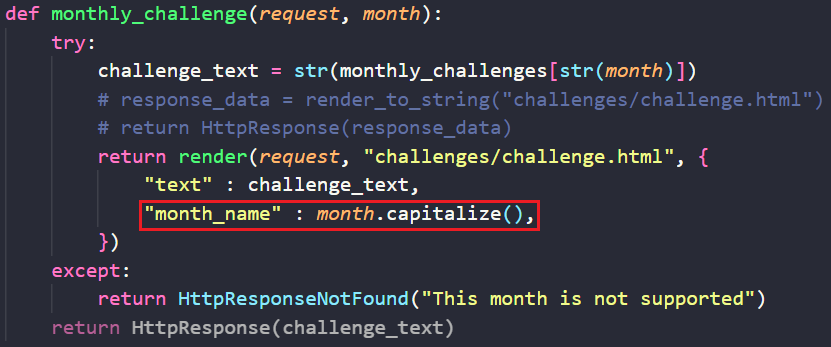 def monthly_challenge(request, month):
    try:
        challenge_text = str(monthly_challenges[str(month)])
        # response_data = render_to_string("challenges/challenge.html")
        # return HttpResponse(response_data)
        return render(request, "challenges/challenge.html", {
            "text" : challenge_text,
            "month_name" : month.capitalize(),
        })
    except:
        return HttpResponseNotFound("This month is not supported")
    return HttpResponse(challenge_text)